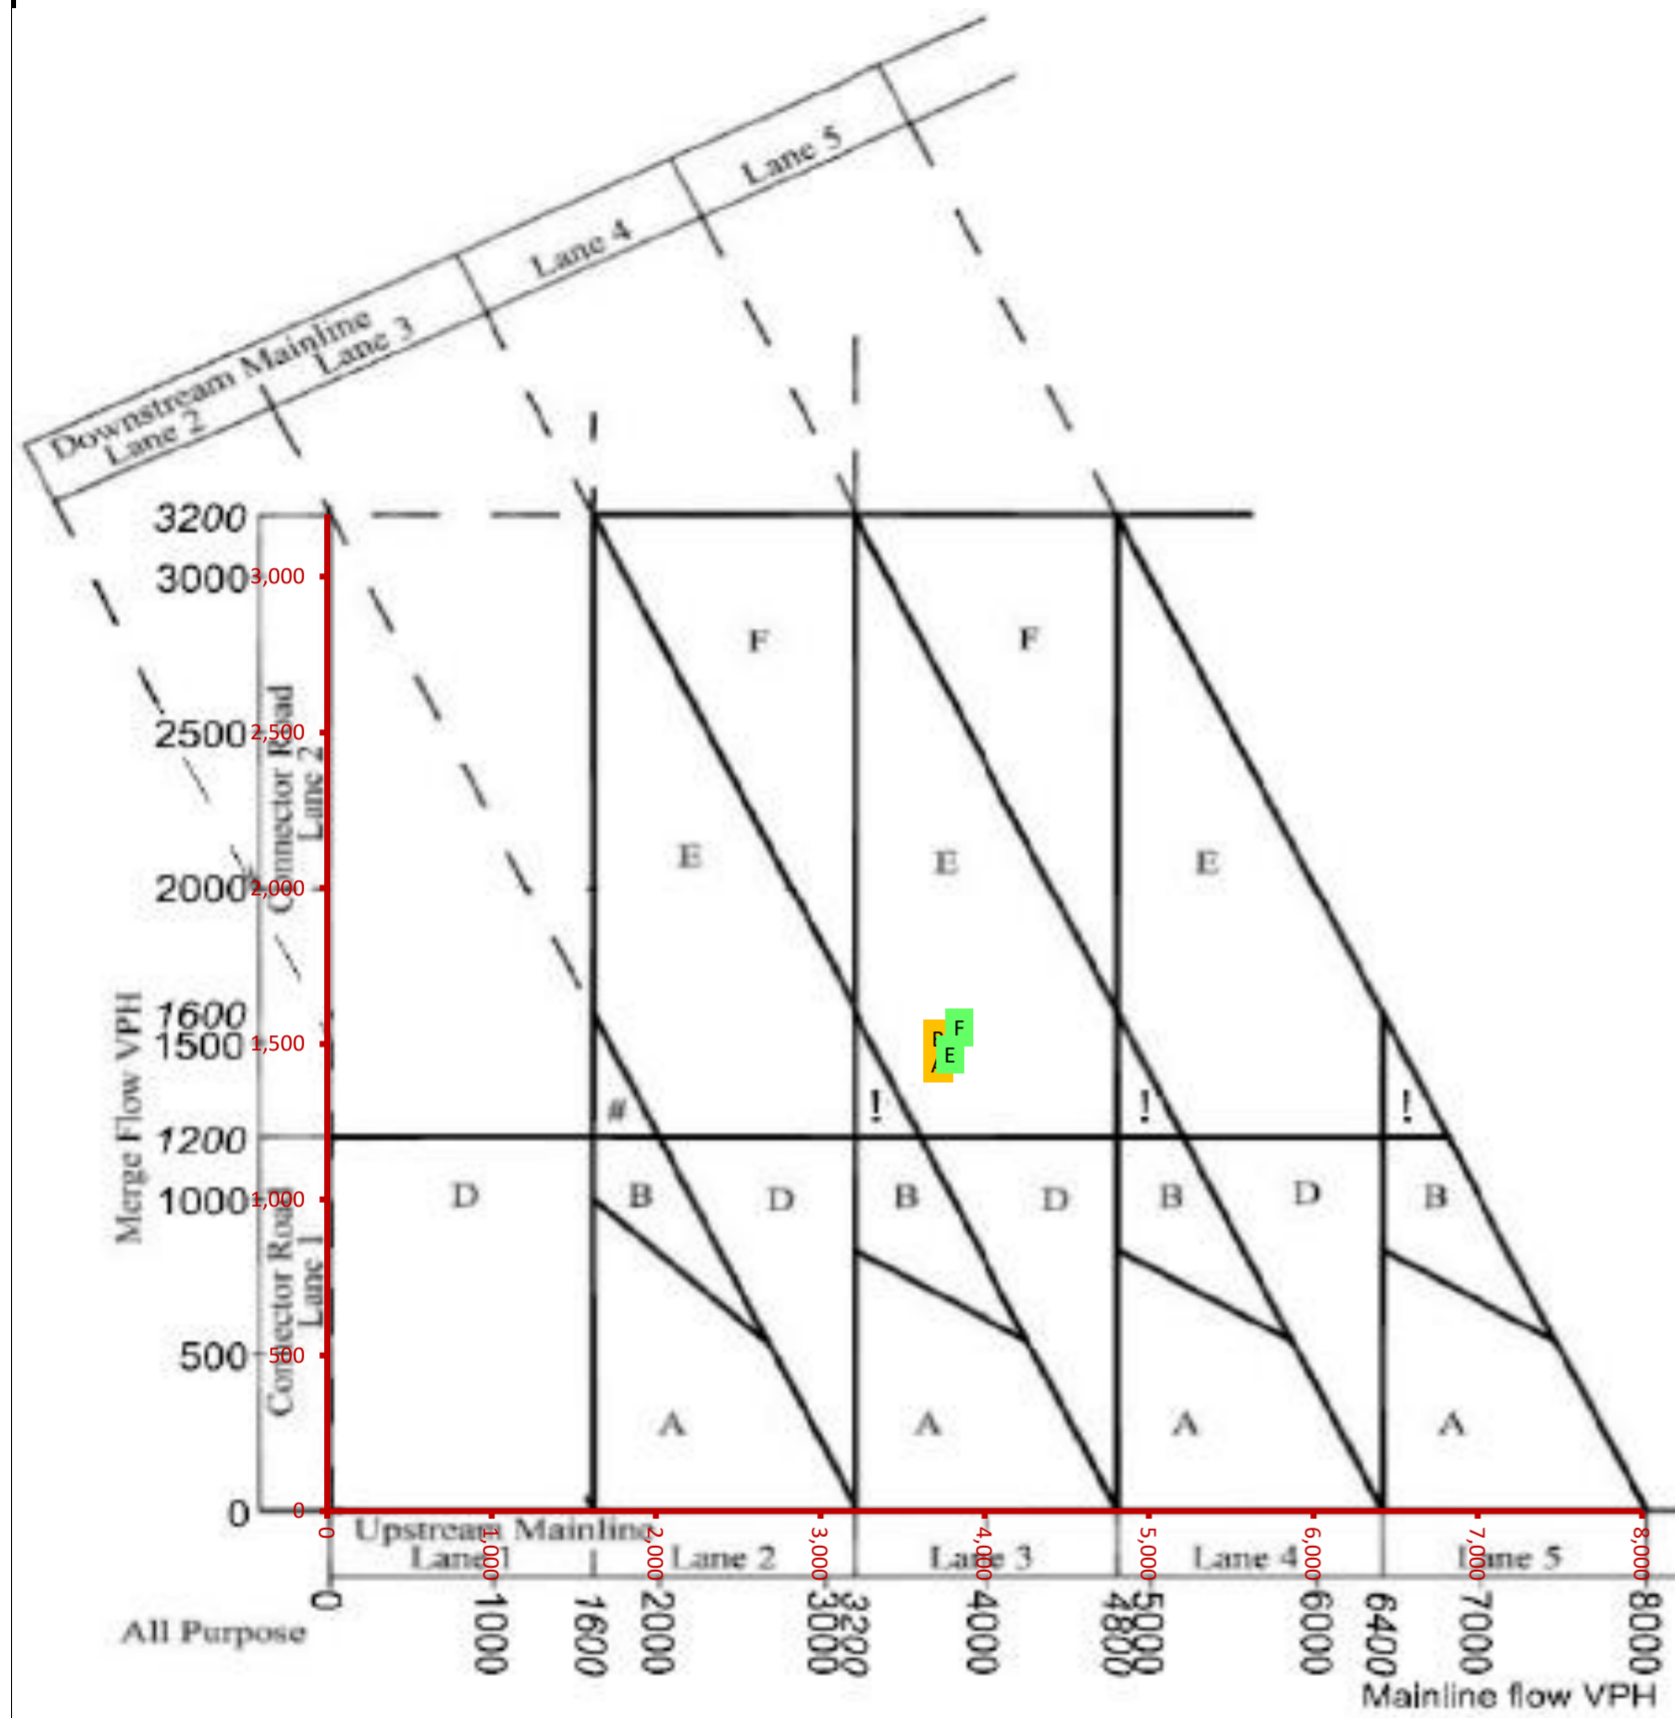 Lane 5
Lane 4
Downstream Mainline
Lane 3
Lane 2
3200
3000
3,000
F
F
2500
2,500
Connector Road
Lane 2
E
E
E
2000
2,000
Merge Flow VPH
1600
1500
1,500
B
F
A
E
#
!
!
!
1200
1000
1,000
D
B
D
B
D
B
D
B
Connector Road
Lane 1
500
500
A
A
A
A
0
0
0
1,000
2,000
3,000
4,000
5,000
6,000
7,000
8,000
Upstream Mainline
Lane 1
Lane 2
Lane 3
Lane 4
Lane 5
0
1000
1600
2000
3000
3200
4000
4800
5000
6000
6400
7000
8000
All Purpose
Mainline flow VPH